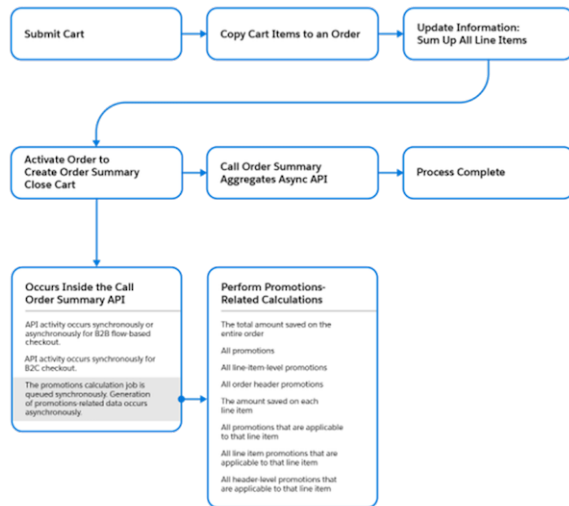 Submit Cart
Copy Cart Items to an Order
Update Information:
Sum Up All Line Items
Activate Order to
Create Order Summary
Close Cart
Call Order Summary
Aggregates Async API
Process Complete
Occurs Inside the Call
Order Summary API
API activity occurs synchronously or
asynchronously for B2B flow-based
checkout.
API activity occurs synchronously for
B2C checkout.
The promotions calculation job is
queued synchronously. Generation
of promotions-related data occurs
asynchronously.
Perform Promotions-
Related Calculations
The total amount saved on the
entire order
All promotions
All line-item-level promotions
All order header promotions
The amount saved on each
line item
All promotions that are applicable
to that line item
All line item promotions that are
applicable to that line item
All header-level promotions that
are applicable to that line item